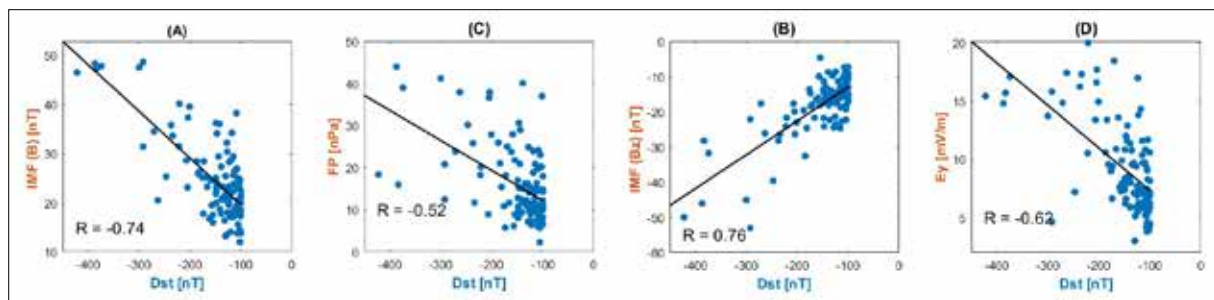 (A)
53
50
40
30
20
10
IMF (B) [nT]
R = -0.74
-400 -300 -200 -100 0
Dst [nT]
(C)
50
40
30
20
10
0
FP [nPa]
R = -0.52
-400 -300 -200 -100 0
Dst [nT]
(B)
0
-10
-20
-30
-40
-50
-60
IMF (Bz) [nT]
R = 0.76
-400 -300 -200 -100 0
Dst [nT]
(D)
20
15
10
5
Ey [mV/m]
R = -0.62
-400 -300 -200 -100 0
Dst [nT]